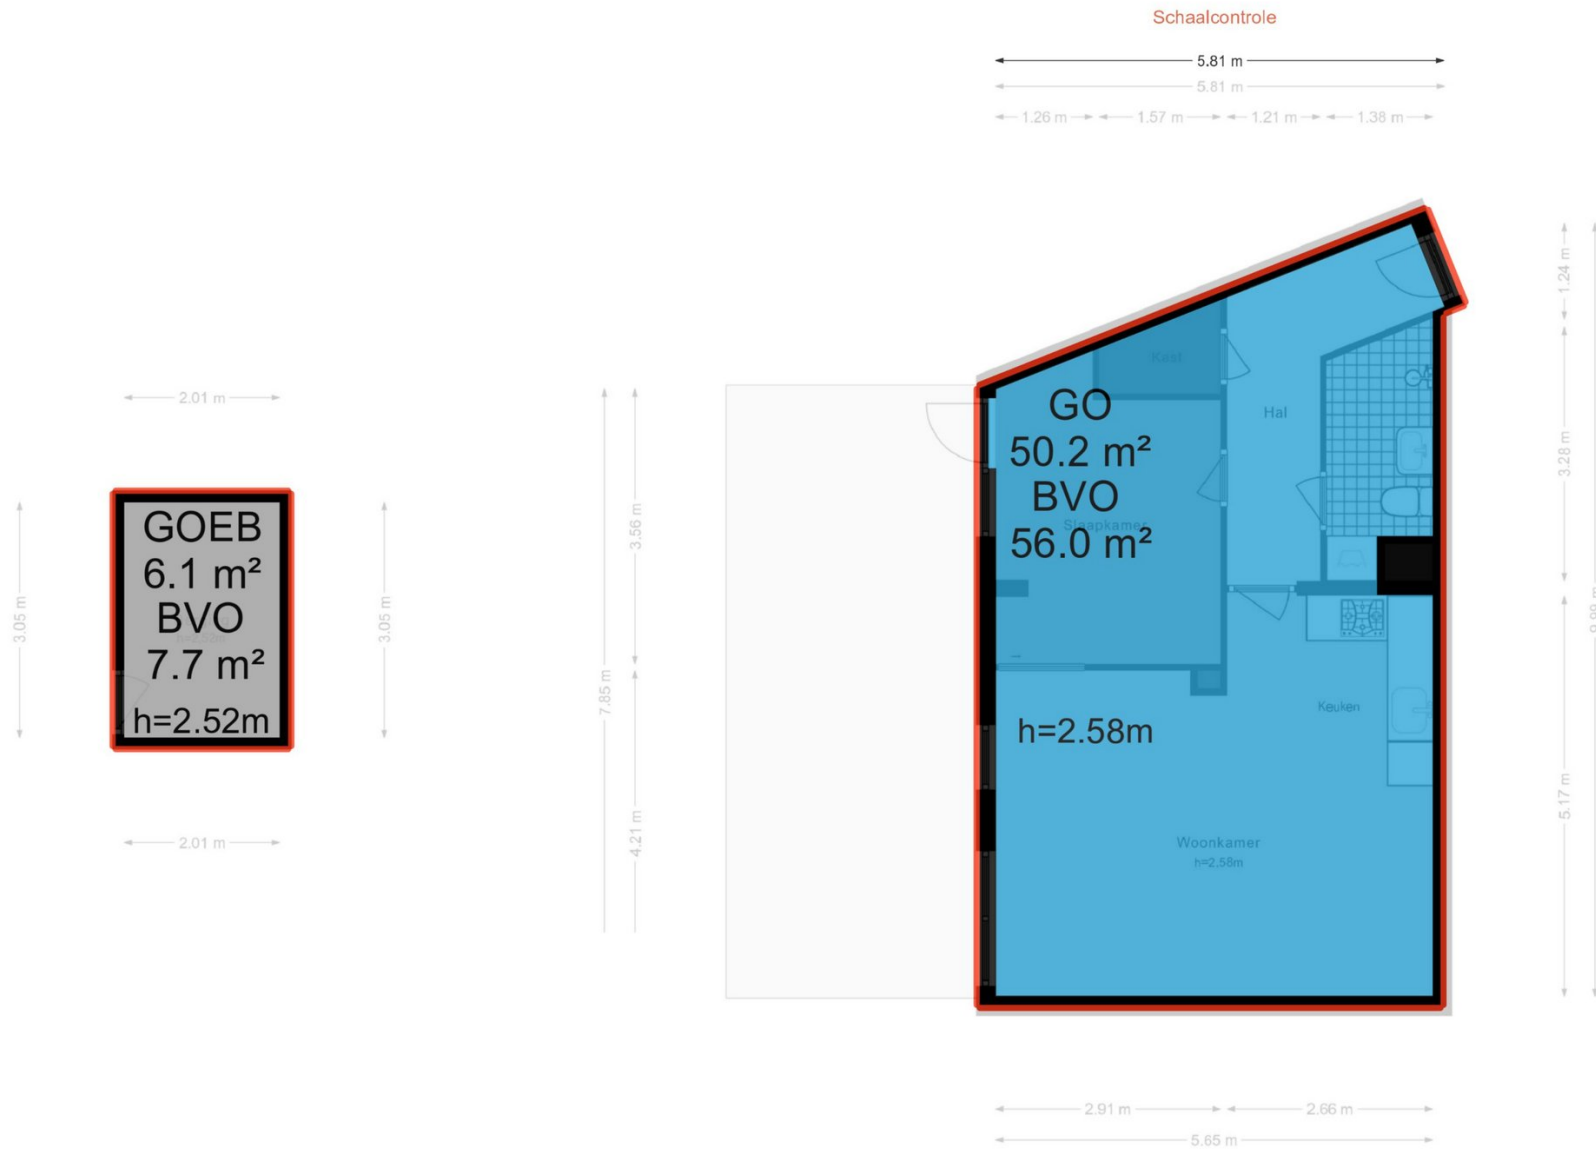 Schaalcontrole
5.81 m
5.81 m
1.26 m
1.57 m
1.21 m
1.38 m
1.24 m
3.28 m
5.17 m
9.99 m
2.01 m
3.05 m
3.05 m
2.01 m
GOEB
6.1 m²
BVO
7.7 m²
h=2.52m
3.56 m
7.85 m
4.21 m
Kast
Hal
GO
50.2 m²
BVO
Slaapkamer
56.0 m²
h=2.58m
Keuken
Woonkamer
h=2.58m
2.91 m
2.66 m
5.65 m